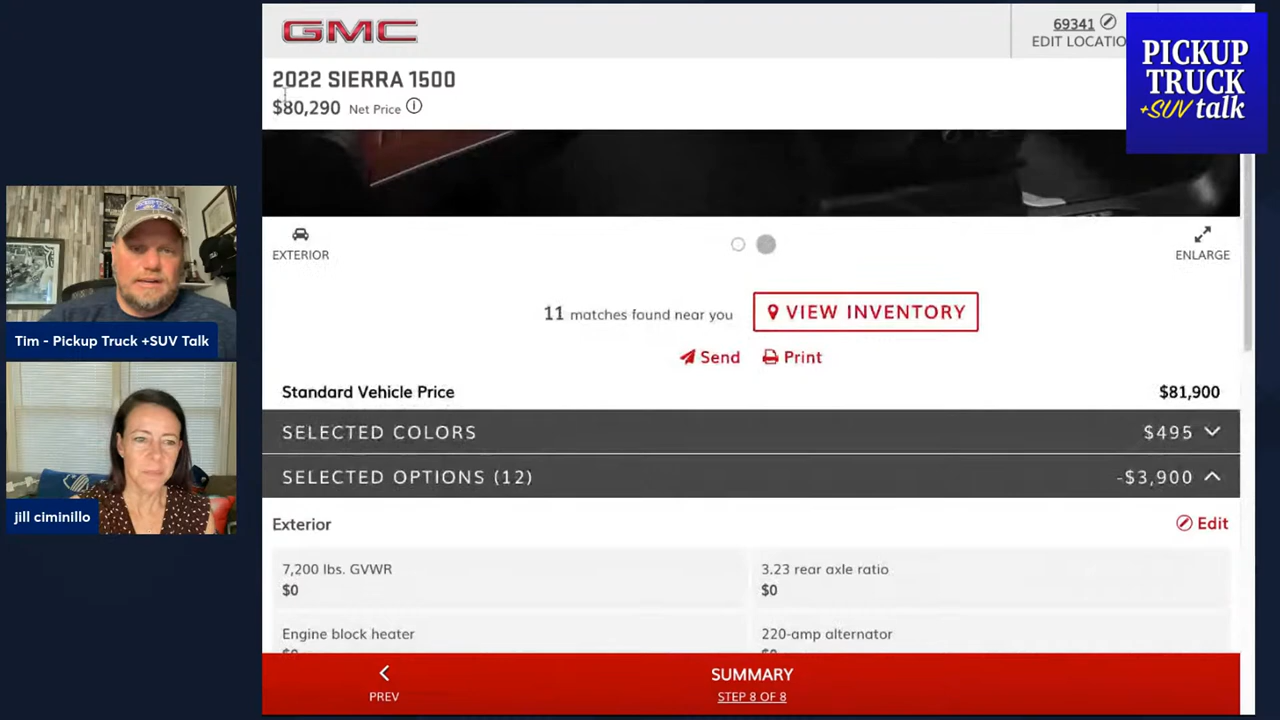 GMC
69341
EDIT LOCATIO
PICKUP
TRUCK
+SUV talk
2022 SIERRA 1500
$80,290 Net Price
EXTERIOR
ENLARGE
11 matches found near you
VIEW INVENTORY
Send
Print
Standard Vehicle Price
$81,900
SELECTED COLORS
$495
SELECTED OPTIONS (12)
-$3,900
Exterior
Edit
7,200 lbs. GVWR
$0
3.23 rear axle ratio
$0
Engine block heater
220-amp alternator
PREV
SUMMARY
STEP 8 OF 8
Tim - Pickup Truck +SUV Talk
jill ciminillo